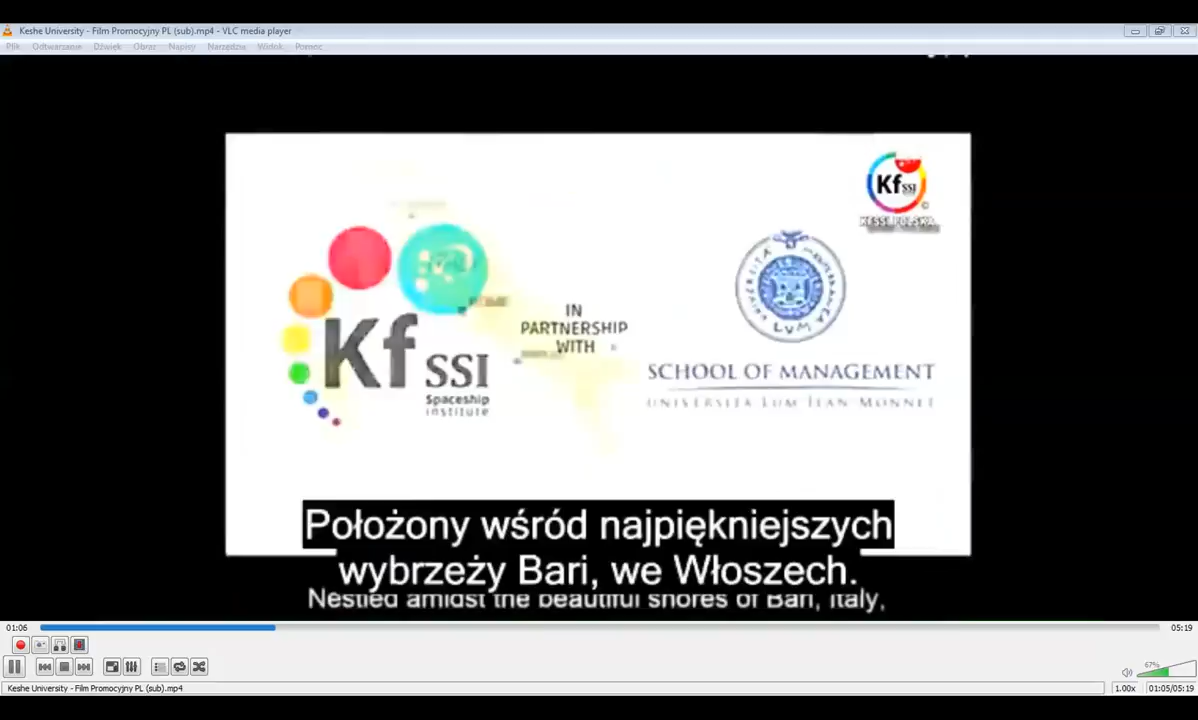 Keshe University - Film Promocyjny PL (sub).mp4 - VLC media player
Plik Odtwarzanie Dźwięk Obraz Napisy Narzędzia Widok Pomoc
Kf SSI
KESSI POLSKA
Kf SSI
Spaceship
institute
IN
PARTNERSHIP
WITH
ROME
LUM
SCHOOL OF MANAGEMENT
UNIVERSITÀ LUM JEAN MONNET
Położony wśród najpiękniejszych
wybrzeży Bari, we Włoszech.
Nestled amidst the beautiful shores of Bari, Italy,
01:06
05:19
67%
Keshe University - Film Promocyjny PL (sub).mp4
1.00x
01:05/05:19